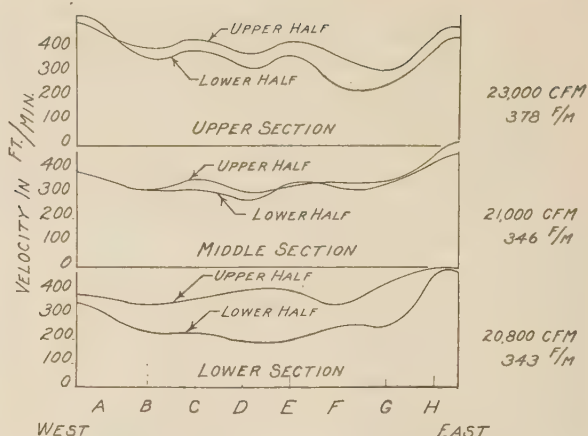 VELOCITY IN FT./MIN.
400
300
200
100
0
UPPER HALF
LOWER HALF
UPPER SECTION
23,000 CFM
378 F/M
400
300
200
100
0
UPPER HALF
LOWER HALF
MIDDLE SECTION
21,000 CFM
346 F/M
400
300
200
100
0
UPPER HALF
LOWER HALF
LOWER SECTION
20,800 CFM
343 F/M
A B C D E F G H
WEST EAST